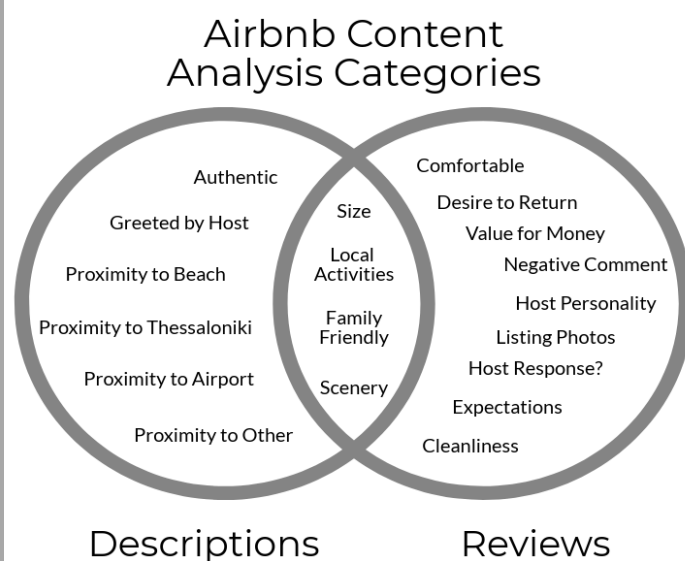 Airbnb Content
Analysis Categories
Authentic
Greeted by Host
Proximity to Beach
Proximity to Thessaloniki
Proximity to Airport
Proximity to Other
Size
Local
Activities
Family
Friendly
Scenery
Comfortable
Desire to Return
Value for Money
Negative Comment
Host Personality
Listing Photos
Host Response?
Expectations
Cleanliness
Descriptions
Reviews